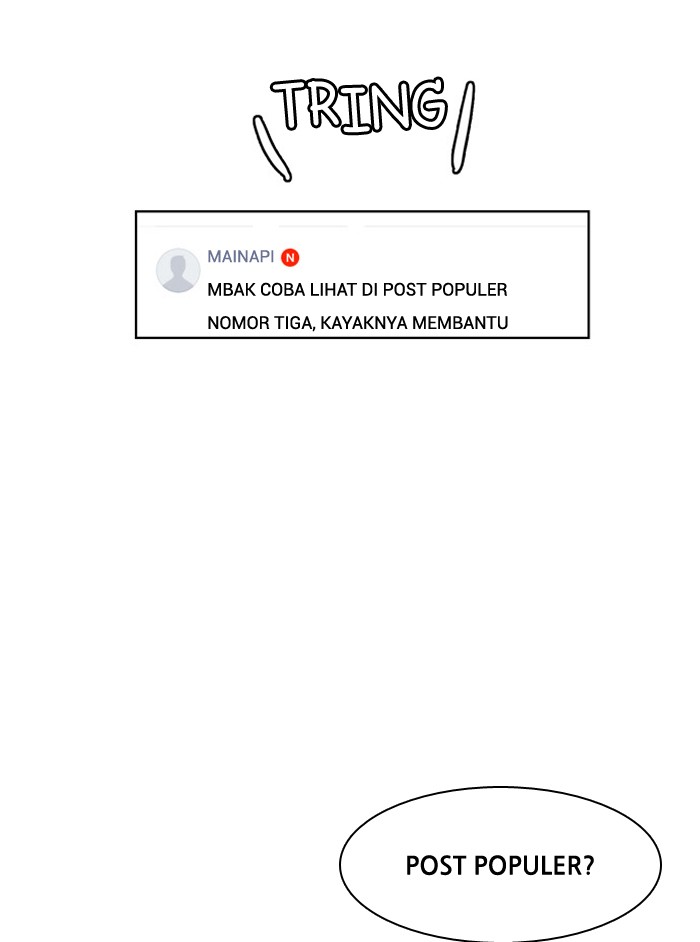 TRING
MAINAPI N
MBAK COBA LIHAT DI POST POPULER
NOMOR TIGA, KAYAKNYA MEMBANTU
POST POPULER?